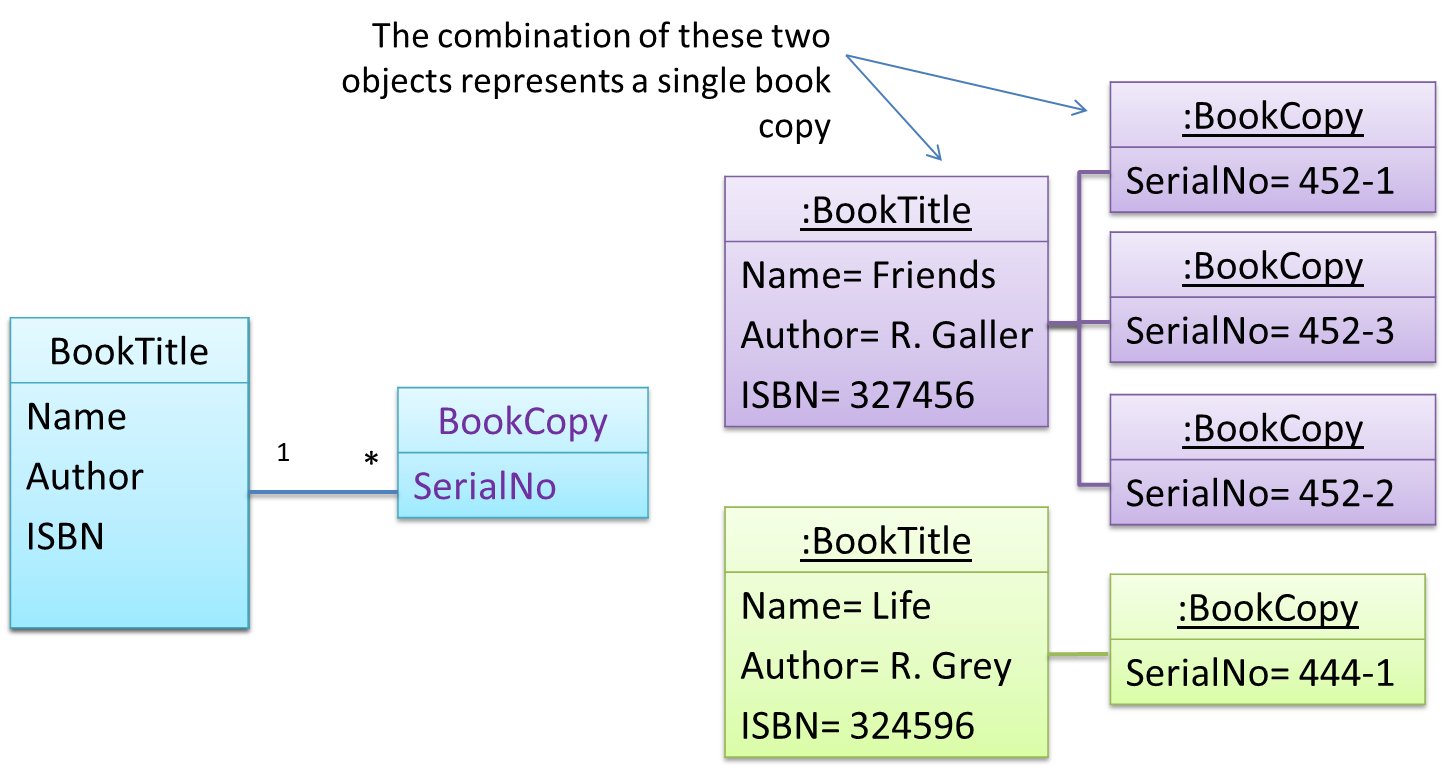 The combination of these two
objects represents a single book
copy
BookTitle
Name
Author
ISBN
1
*
BookCopy
SerialNo
:BookTitle
Name= Friends
Author= R. Galler
ISBN= 327456
:BookCopy
SerialNo= 452-1
:BookCopy
SerialNo= 452-3
:BookCopy
SerialNo= 452-2
:BookTitle
Name= Life
Author= R. Grey
ISBN= 324596
:BookCopy
SerialNo= 444-1